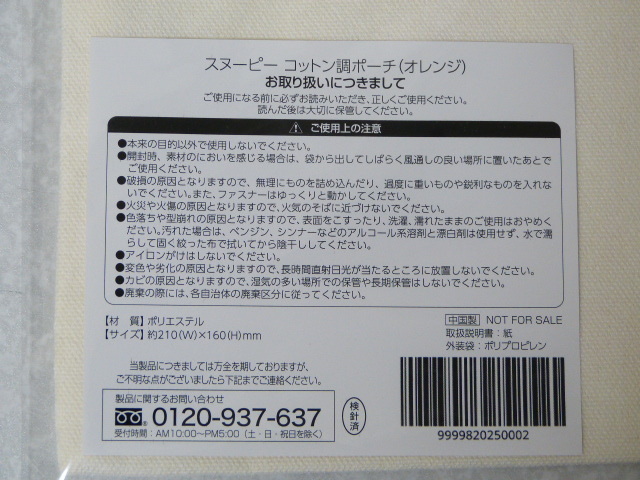 スヌーピー コットン調ポーチ(オレンジ)
お取り扱いにつきまして
ご使用になる前に必ずお読みいただき、正しくご使用ください。
読んだ後は大切に保管してください。
ご使用上の注意
●本来の目的以外で使用しないでください。
●開封時、素材のにおいを感じる場合は、袋から出してしばらく風通しの良い場所に置いたあとで
ご使用ください。
●破損の原因となりますので、無理にものを詰め込んだり、過度に重いものや鋭利なものを入れな
いでください。また、ファスナーはゆっくりと動かしてください。
●火災や火傷の原因となりますので、火気のそばに近づけないでください。
●色落ちや型崩れの原因となりますので、表面をこすったり、洗濯、濡れたままのご使用はおやめく
ださい。汚れた場合は、ベンジン、シンナーなどのアルコール系溶剤と漂白剤は使用せず、水で濡
らして固く絞った布で拭いてから陰干ししてください。
●アイロンがけはしないでください。
●変色や劣化の原因となりますので、長時間直射日光が当たるところに放置しないでください。
●カビの原因となりますので、湿気の多い場所での保管や長期保管はしないでください。
●廃棄の際には、各自治体の廃棄区分に従ってください。
【材 質】ポリエステル
【サイズ】約210(W)×160(H)mm
中国製 NOT FOR SALE
取扱説明書:紙
外装袋:ポリプロピレン
当製品につきましては万全を期しておりますが、
ご不明な点がございましたら下記までご連絡ください。
製品に関するお問い合わせ
0120-937-637
受付時間:AM10:00〜PM5:00(土・日・祝日を除く)
検針済
9999820250002